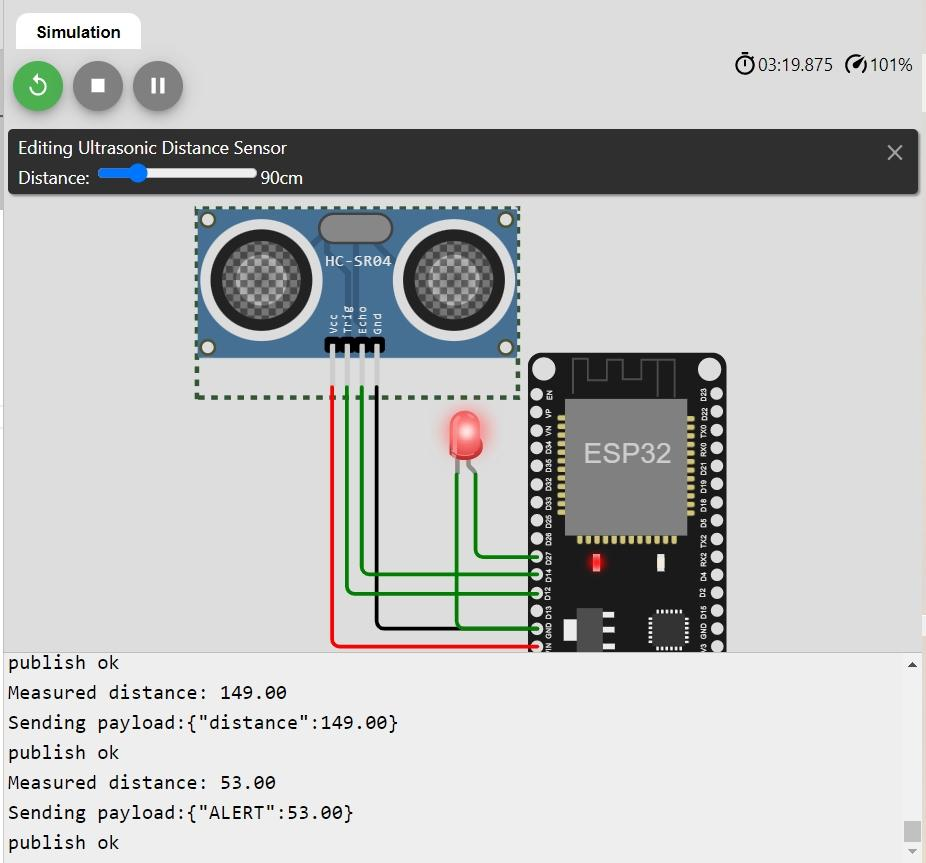 Simulation
03:19.875 101%
Editing Ultrasonic Distance Sensor
Distance: 90cm
HC-SR04
Vcc
Trig
Echo
Gnd
ESP32
EN
VP
VN
D34
D35
D32
D33
D25
D26
D27
D14
D12
D13
GND
VIN
D23
D22
TX0
RX0
D21
D19
D18
D5
TX2
RX2
D4
D2
D15
GND
3V3
publish ok
Measured distance: 149.00
Sending payload:{"distance":149.00}
publish ok
Measured distance: 53.00
Sending payload:{"ALERT":53.00}
publish ok